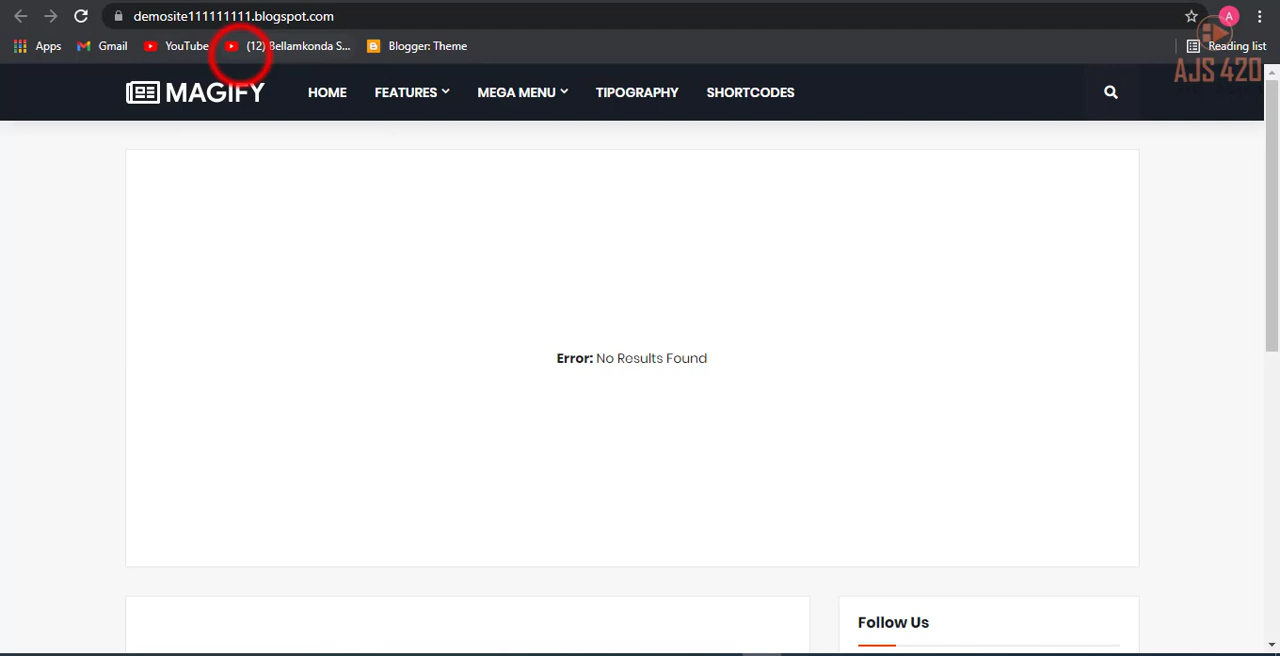 demosite111111111.blogspot.com
A
Apps Gmail YouTube (12) Bellamkonda S... Blogger: Theme Reading list
AJS 420
MAGIFY HOME FEATURES MEGA MENU TIPOGRAPHY SHORTCODES
Error: No Results Found
Follow Us